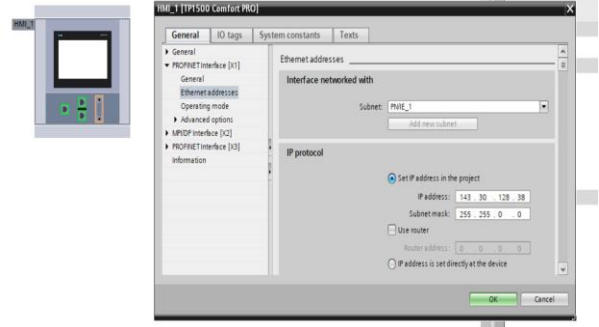 HMI_1 [TP1500 Comfort PRO]
X
HMI_1
General
IO tags
System constants
Texts
General
PROFINET Interface [X1]
General
Ethernet addresses
Operating mode
Advanced options
MPI/DP Interface [X2]
PROFINET Interface [X3]
Information
Ethernet addresses
Interface networked with
Subnet: PN/IE_1
Add new subnet
IP protocol
Set IP address in the project
IP address: 143 . 30 . 128 . 38
Subnet mask: 255 . 255 . 0 . 0
Use router
Router address: 0 . 0 . 0 . 0
IP address is set directly at the device
OK
Cancel